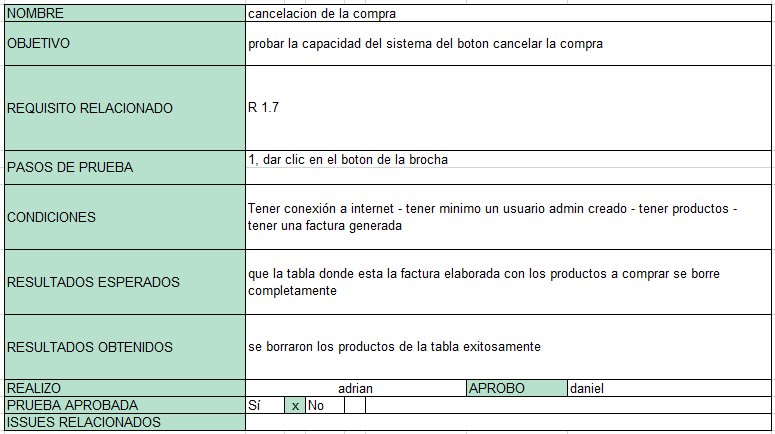 NOMBRE cancelacion de la compra
OBJETIVO probar la capacidad del sistema del boton cancelar la compra
REQUISITO RELACIONADO R 1.7
PASOS DE PRUEBA 1, dar clic en el boton de la brocha
CONDICIONES Tener conexión a internet - tener minimo un usuario admin creado - tener productos -
tener una factura generada
RESULTADOS ESPERADOS que la tabla donde esta la factura elaborada con los productos a comprar se borre
completamente
RESULTADOS OBTENIDOS se borraron los productos de la tabla exitosamente
REALIZO adrian APROBO daniel
PRUEBA APROBADA Sí x No
ISSUES RELACIONADOS